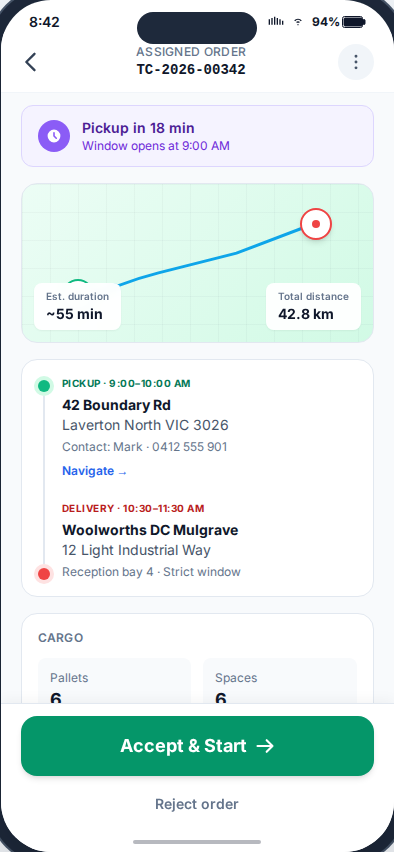 8:42
94%
ASSIGNED ORDER
TC-2026-00342
Pickup in 18 min
Window opens at 9:00 AM
Est. duration
~55 min
Total distance
42.8 km
PICKUP · 9:00–10:00 AM
42 Boundary Rd
Laverton North VIC 3026
Contact: Mark · 0412 555 901
Navigate →
DELIVERY · 10:30–11:30 AM
Woolworths DC Mulgrave
12 Light Industrial Way
Reception bay 4 · Strict window
CARGO
Pallets
6
Spaces
6
Accept & Start →
Reject order